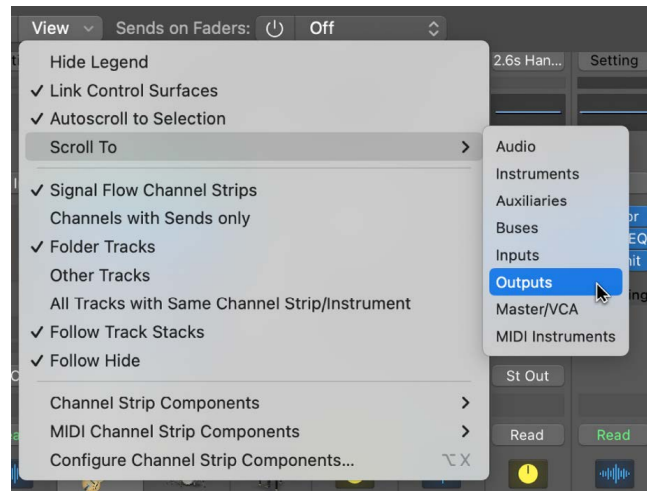 View
Sends on Faders:
Off
Hide Legend
2.6s Han...
Setting
✓ Link Control Surfaces
✓ Autoscroll to Selection
Scroll To
Audio
Instruments
✓ Signal Flow Channel Strips
Auxiliaries
Channels with Sends only
Buses
✓ Folder Tracks
Inputs
Other Tracks
Outputs
All Tracks with Same Channel Strip/Instrument
Master/VCA
✓ Follow Track Stacks
MIDI Instruments
✓ Follow Hide
St Out
Channel Strip Components
MIDI Channel Strip Components
Read
Read
Configure Channel Strip Components... ⌥ X